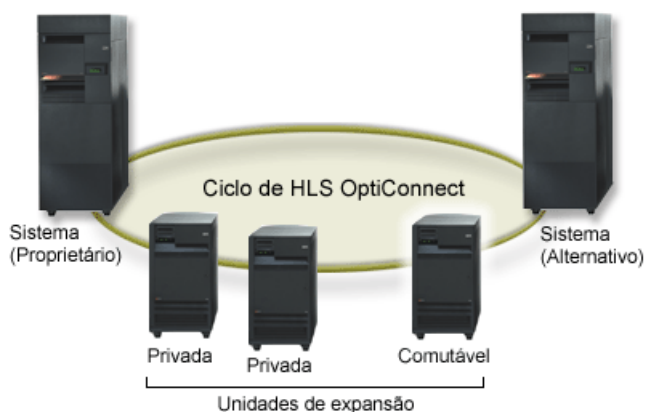 Ciclo de HLS OptiConnect
Sistema
(Proprietário)
Sistema
(Alternativo)
Privada
Privada
Comutável
Unidades de expansão